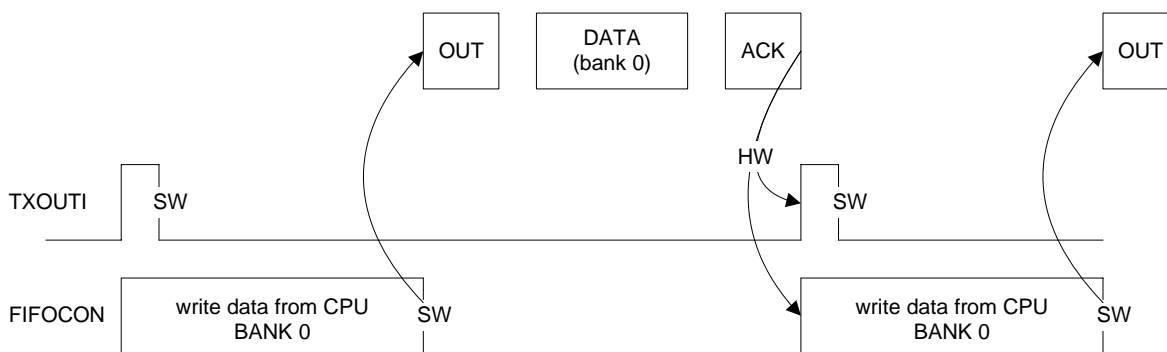 OUT DATA ACK OUT
(bank 0)
HW
TXOUTI SW SW
FIFOCON write data from CPU SW write data from CPU SW
BANK 0 BANK 0